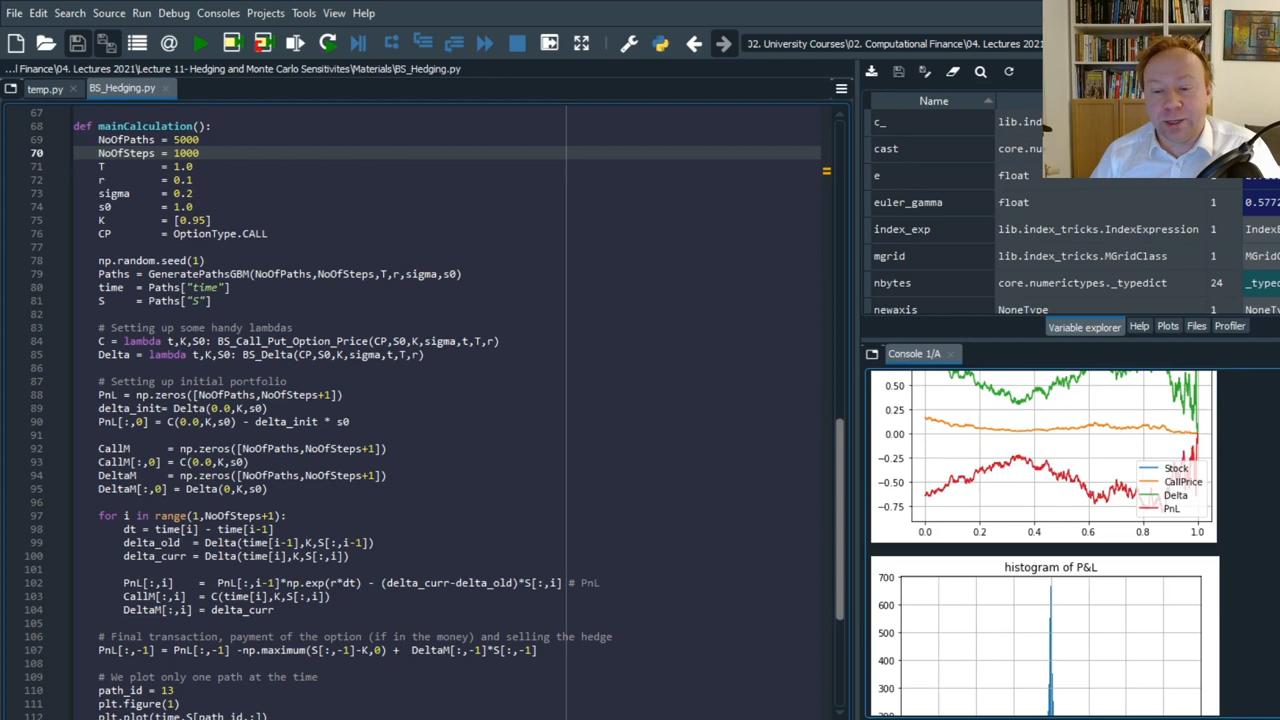 File Edit Search Source Run Debug Consoles Projects Tools View Help
02. University Courses\02. Computational Finance\04. Lectures 2021\
...l Finance\04. Lectures 2021\Lecture 11- Hedging and Monte Carlo Sensitivites\Materials\BS_Hedging.py
temp.py BS_Hedging.py
67
68 def mainCalculation():
69 NoOfPaths = 5000
70 NoOfSteps = 1000
71 T = 1.0
72 r = 0.1
73 sigma = 0.2
74 s0 = 1.0
75 K = [0.95]
76 CP = OptionType.CALL
77
78 np.random.seed(1)
79 Paths = GeneratePathsGBM(NoOfPaths,NoOfSteps,T,r,sigma,s0)
80 time = Paths["time"]
81 S = Paths["S"]
82
83 # Setting up some handy lambdas
84 C = lambda t,K,S0: BS_Call_Put_Option_Price(CP,S0,K,sigma,t,T,r)
85 Delta = lambda t,K,S0: BS_Delta(CP,S0,K,sigma,t,T,r)
86
87 # Setting up initial portfolio
88 PnL = np.zeros([NoOfPaths,NoOfSteps+1])
89 delta_init= Delta(0.0,K,s0)
90 PnL[:,0] = C(0.0,K,s0) - delta_init * s0
91
92 CallM = np.zeros([NoOfPaths,NoOfSteps+1])
93 CallM[:,0] = C(0.0,K,s0)
94 DeltaM = np.zeros([NoOfPaths,NoOfSteps+1])
95 DeltaM[:,0] = Delta(0,K,s0)
96
97 for i in range(1,NoOfSteps+1):
98 dt = time[i] - time[i-1]
99 delta_old = Delta(time[i-1],K,S[:,i-1])
100 delta_curr = Delta(time[i],K,S[:,i])
101
102 PnL[:,i] = PnL[:,i-1]*np.exp(r*dt) - (delta_curr-delta_old)*S[:,i] # PnL
103 CallM[:,i] = C(time[i],K,S[:,i])
104 DeltaM[:,i] = delta_curr
105
106 # Final transaction, payment of the option (if in the money) and selling the hedge
107 PnL[:,-1] = PnL[:,-1] -np.maximum(S[:,-1]-K,0) + DeltaM[:,-1]*S[:,-1]
108
109 # We plot only one path at the time
110 path_id = 13
111 plt.figure(1)
112 plt.plot(time,S[path_id,:])
Name
c_ lib.ind
cast core.nu
e float
euler_gamma float 1 0.5772
index_exp lib.index_tricks.IndexExpression 1 IndexE
mgrid lib.index_tricks.MGridClass 1 MGridC
nbytes core.numerictypes._typedict 24 _typed
newaxis NoneType 1 NoneTy
Variable explorer Help Plots Files Profiler
Console 1/A
0.50
0.25
0.00
−0.25
−0.50
−0.75
Stock
CallPrice
Delta
PnL
0.0 0.2 0.4 0.6 0.8 1.0
histogram of P&L
700
600
500
400
300
200